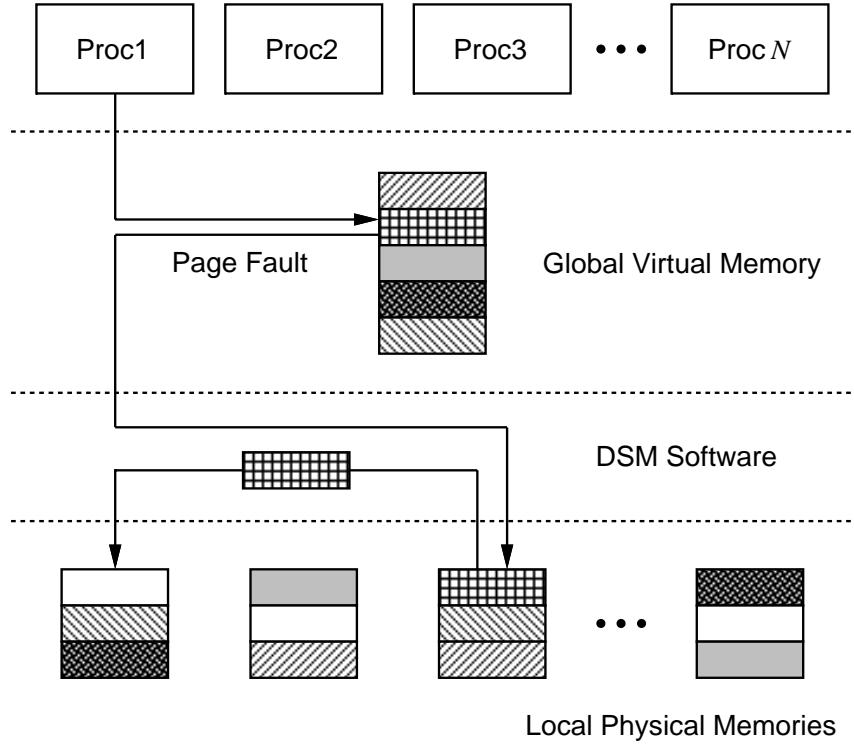 Proc1
Proc2
Proc3
Proc N
Page Fault
Global Virtual Memory
DSM Software
Local Physical Memories